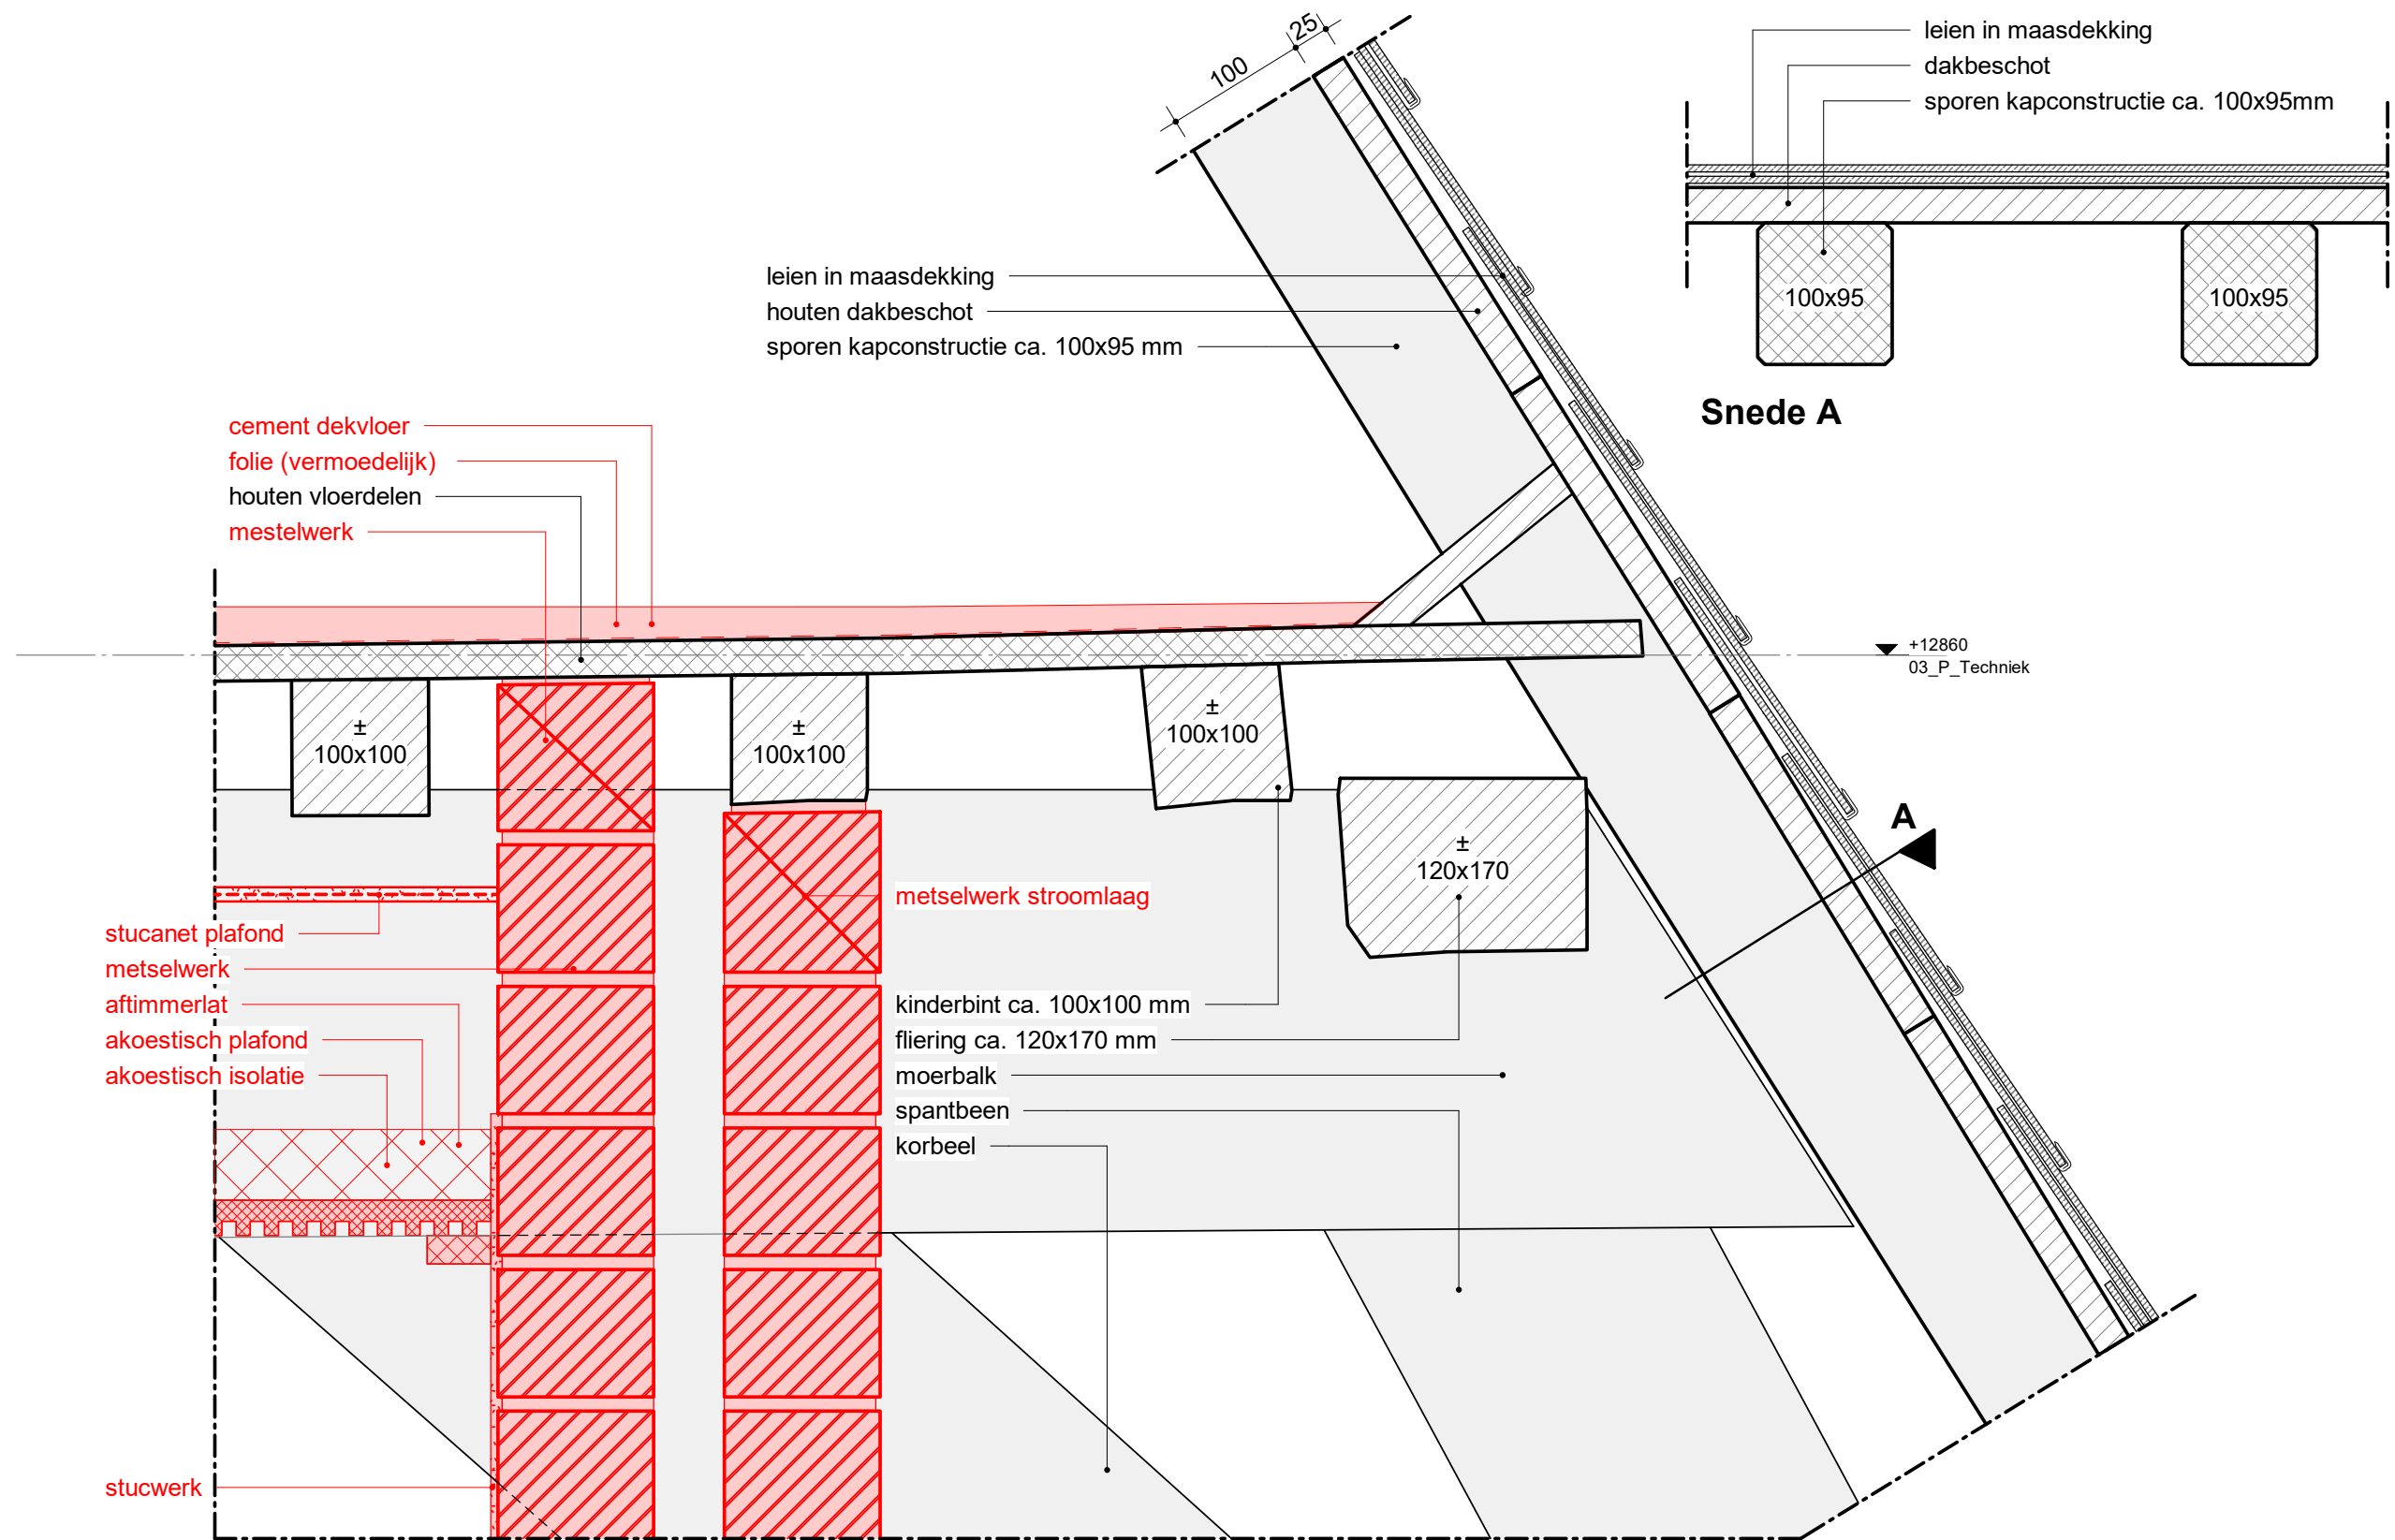 25
100
leien in maasdekking
dakbeschot
sporen kapconstructie ca. 100x95mm
100x95
100x95
Snede A
leien in maasdekking
houten dakbeschot
sporen kapconstructie ca. 100x95 mm
cement dekvloer
folie (vermoedelijk)
houten vloerdelen
mestelwerk
+12860
03_P_Techniek
±
100x100
±
100x100
±
100x100
±
120x170
A
metselwerk stroomlaag
stucanet plafond
metselwerk
aftimmerlat
akoestisch plafond
akoestisch isolatie
kinderbint ca. 100x100 mm
fliering ca. 120x170 mm
moerbalk
spantbeen
korbeel
stucwerk